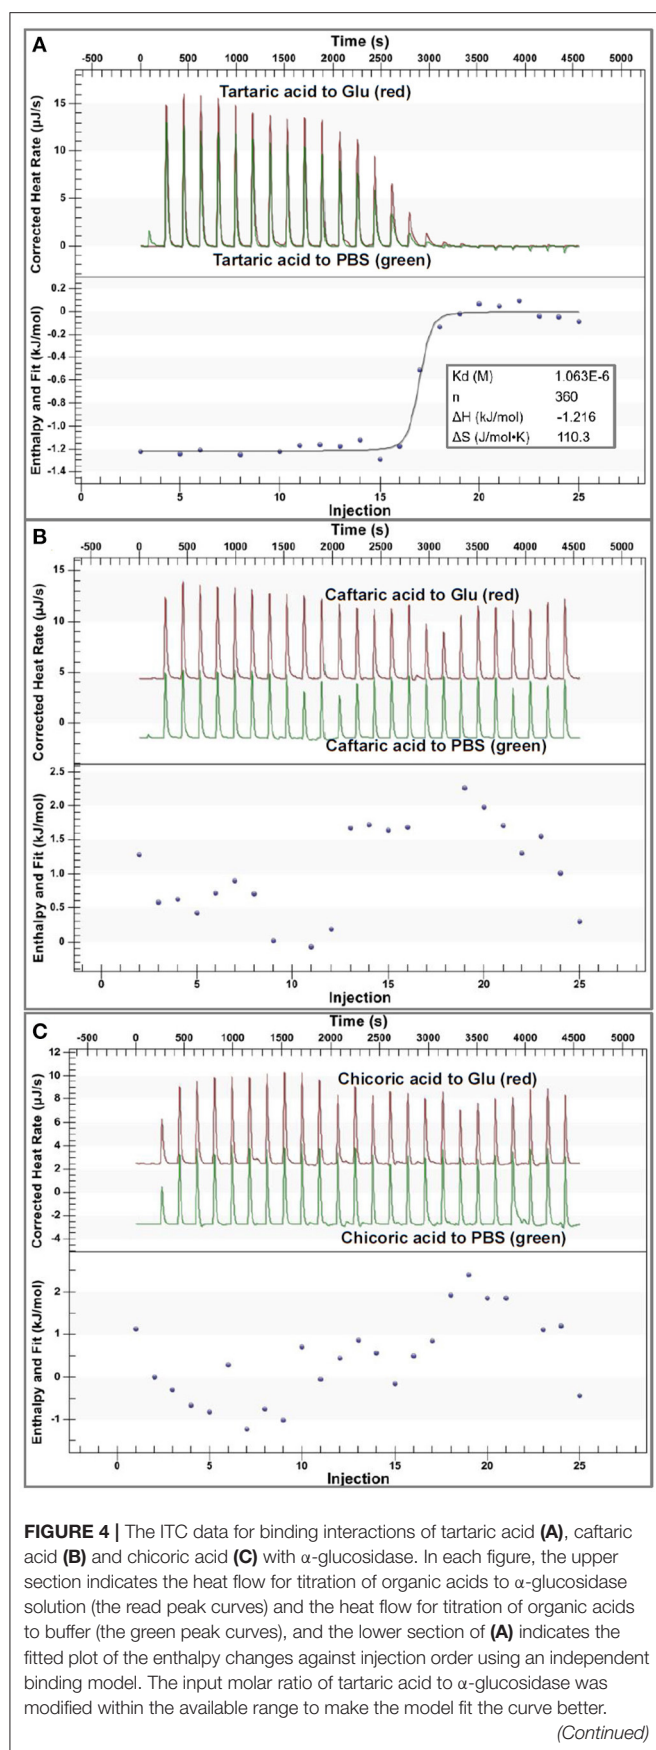 A
Time (s)
-500 0 500 1000 1500 2000 2500 3000 3500 4000 4500 5000
Corrected Heat Rate (µJ/s)
15
10
5
0
Tartaric acid to Glu (red)
Tartaric acid to PBS (green)
Enthalpy and Fit (kJ/mol)
0.2
0
-0.2
-0.4
-0.6
-0.8
-1.0
-1.2
-1.4
Kd (M) 1.063E-6
n 360
ΔH (kJ/mol) -1.216
ΔS (J/mol•K) 110.3
0 5 10 15 20 25
Injection
B
Time (s)
-500 0 500 1000 1500 2000 2500 3000 3500 4000 4500 5000
Corrected Heat Rate (µJ/s)
15
10
5
0
Caftaric acid to Glu (red)
Caftaric acid to PBS (green)
Enthalpy and Fit (kJ/mol)
2.5
2.0
1.5
1.0
0.5
0
0 5 10 15 20 25
Injection
C
Time (s)
-500 0 500 1000 1500 2000 2500 3000 3500 4000 4500 5000
Corrected Heat Rate (µJ/s)
12
10
8
6
4
2
0
-2
-4
Chicoric acid to Glu (red)
Chicoric acid to PBS (green)
Enthalpy and Fit (kJ/mol)
2
1
0
-1
0 5 10 15 20 25
Injection
FIGURE 4 | The ITC data for binding interactions of tartaric acid (A), caftaric
acid (B) and chicoric acid (C) with α-glucosidase. In each figure, the upper
section indicates the heat flow for titration of organic acids to α-glucosidase
solution (the read peak curves) and the heat flow for titration of organic acids
to buffer (the green peak curves), and the lower section of (A) indicates the
fitted plot of the enthalpy changes against injection order using an independent
binding model. The input molar ratio of tartaric acid to α-glucosidase was
modified within the available range to make the model fit the curve better.
(Continued)